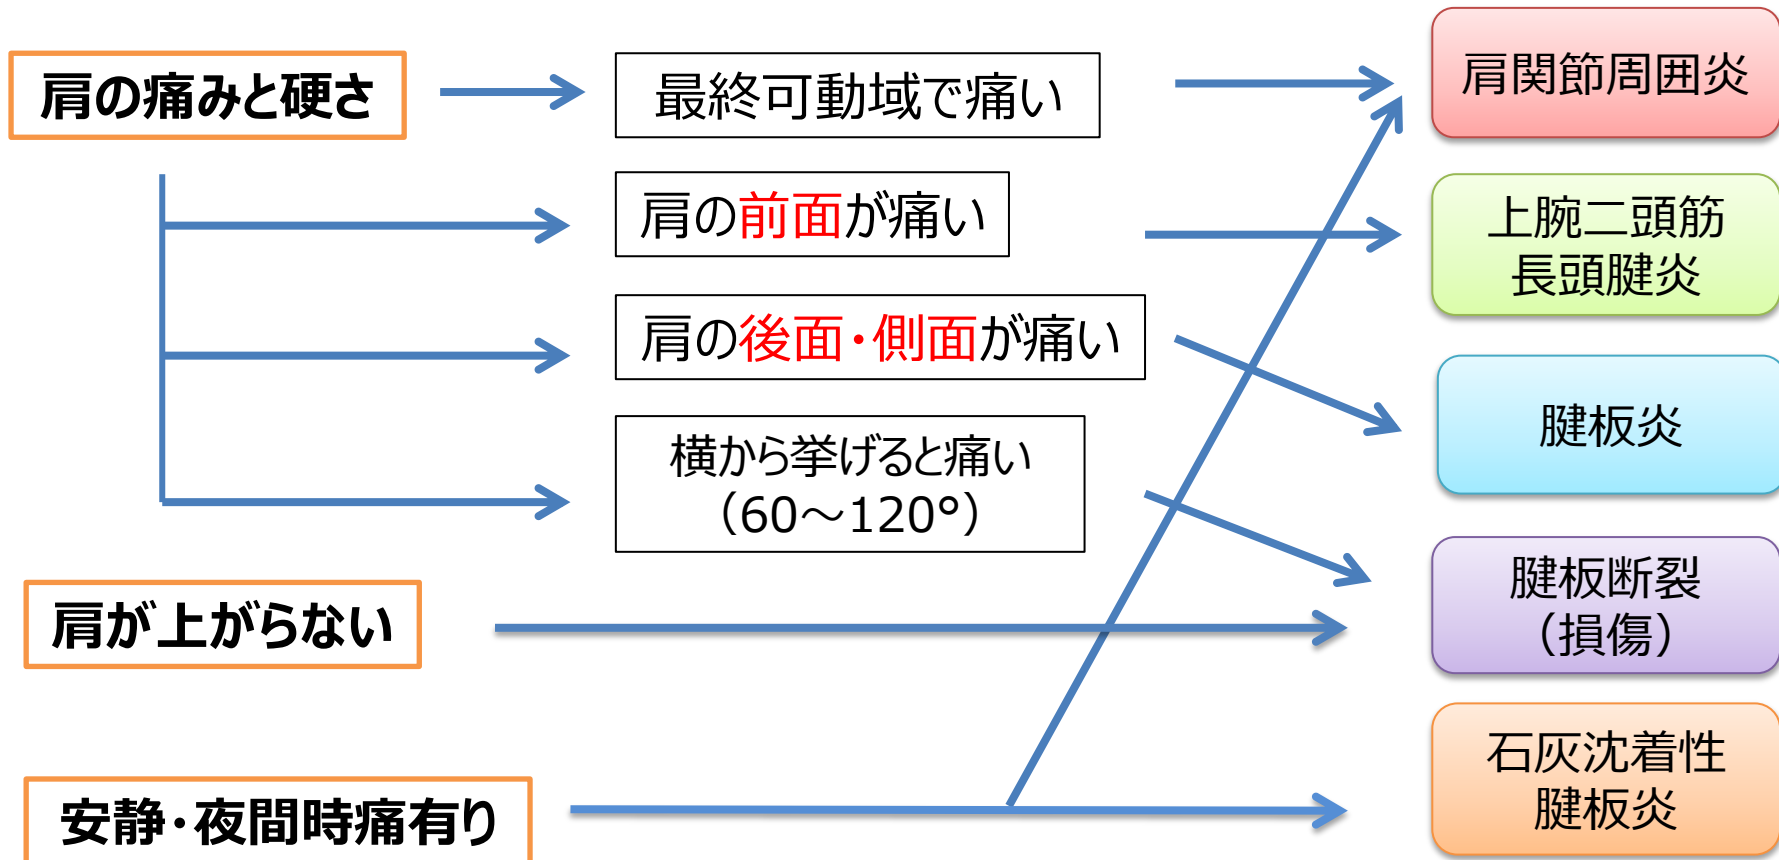 肩の痛みと硬さ
最終可動域で痛い
肩関節周囲炎
肩の前面が痛い
上腕二頭筋
長頭腱炎
肩の後面・側面が痛い
腱板炎
横から挙げると痛い
（60～120°）
肩が上がらない
腱板断裂
（損傷）
安静・夜間時痛有り
石灰沈着性
腱板炎